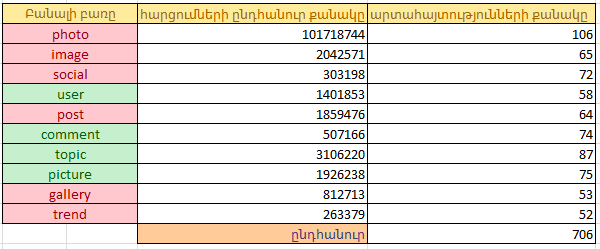 Բանալի բառը հարցումների ընդհանուր քանակը արտահայտությունների քանակը
photo 101718744 106
image 2042571 65
social 303198 72
user 1401853 58
post 1859476 64
comment 507166 74
topic 3106220 87
picture 1926238 75
gallery 812713 53
trend 263379 52
ընդհանուր 706